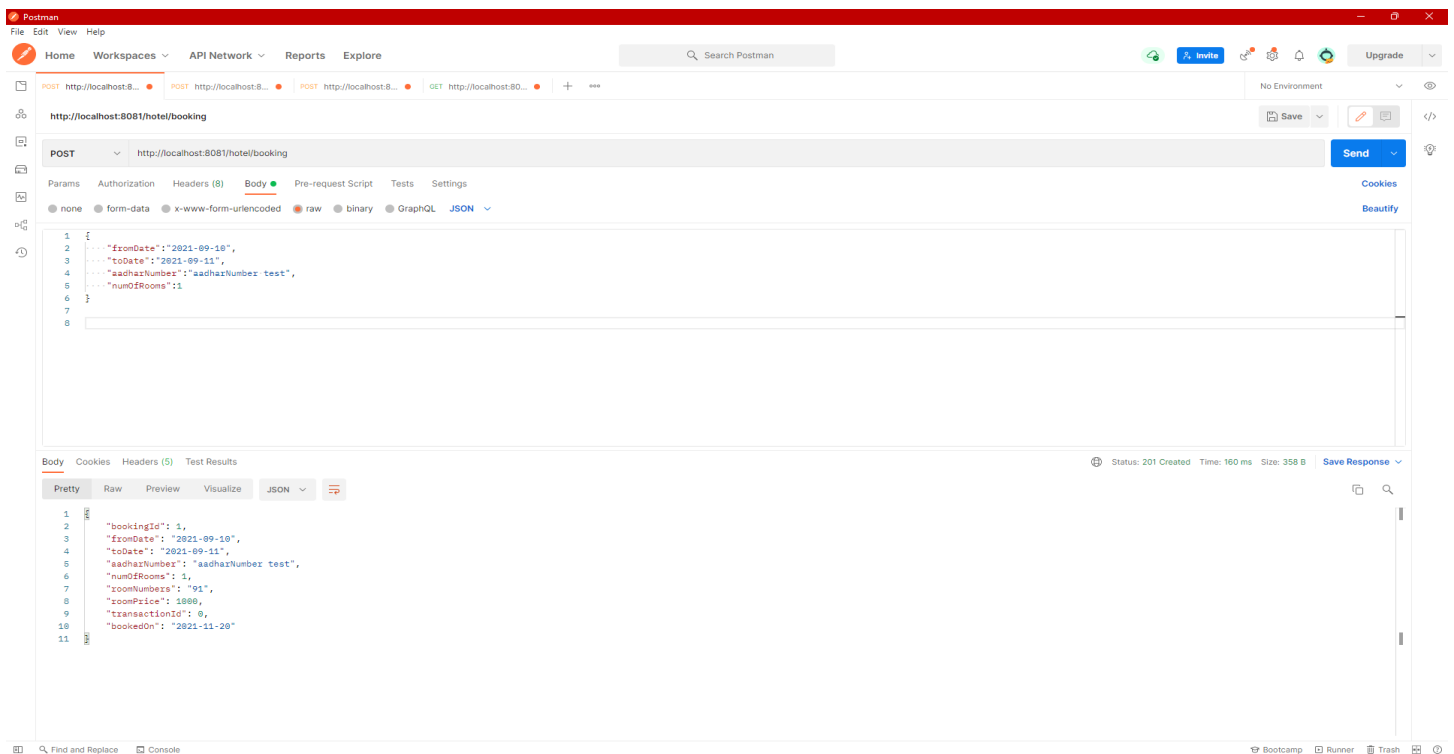 Postman
File Edit View Help
Home Workspaces API Network Reports Explore Search Postman Invite Upgrade
POST http://localhost:8... POST http://localhost:8... POST http://localhost:8... GET http://localhost:80... + ooo No Environment
http://localhost:8081/hotel/booking Save </>
POST http://localhost:8081/hotel/booking Send
Params Authorization Headers (8) Body Pre-request Script Tests Settings Cookies
none form-data x-www-form-urlencoded raw binary GraphQL JSON Beautify
1 {
2 ····"fromDate":"2021-09-10",
3 ····"toDate":"2021-09-11",
4 ····"aadharNumber":"aadharNumber·test",
5 ····"numOfRooms":1
6 }
7
8
Body Cookies Headers (5) Test Results Status: 201 Created Time: 160 ms Size: 358 B Save Response
Pretty Raw Preview Visualize JSON
1 {
2 "bookingId": 1,
3 "fromDate": "2021-09-10",
4 "toDate": "2021-09-11",
5 "aadharNumber": "aadharNumber test",
6 "numOfRooms": 1,
7 "roomNumbers": "91",
8 "roomPrice": 1000,
9 "transactionId": 0,
10 "bookedOn": "2021-11-20"
11 }
Find and Replace Console Bootcamp Runner Trash